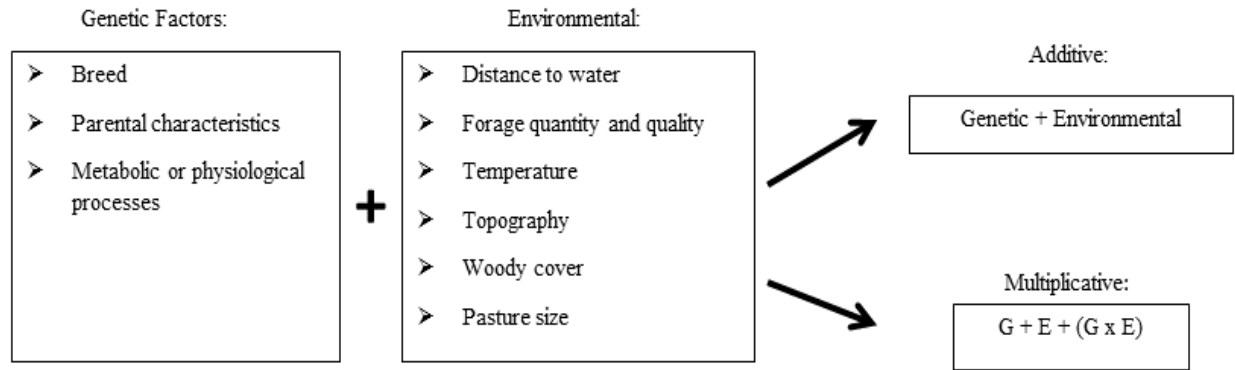 Genetic Factors:
➢ Breed
➢ Parental characteristics
➢ Metabolic or physiological
processes
+
Environmental:
➢ Distance to water
➢ Forage quantity and quality
➢ Temperature
➢ Topography
➢ Woody cover
➢ Pasture size
Additive:
Genetic + Environmental
Multiplicative:
G + E + (G x E)